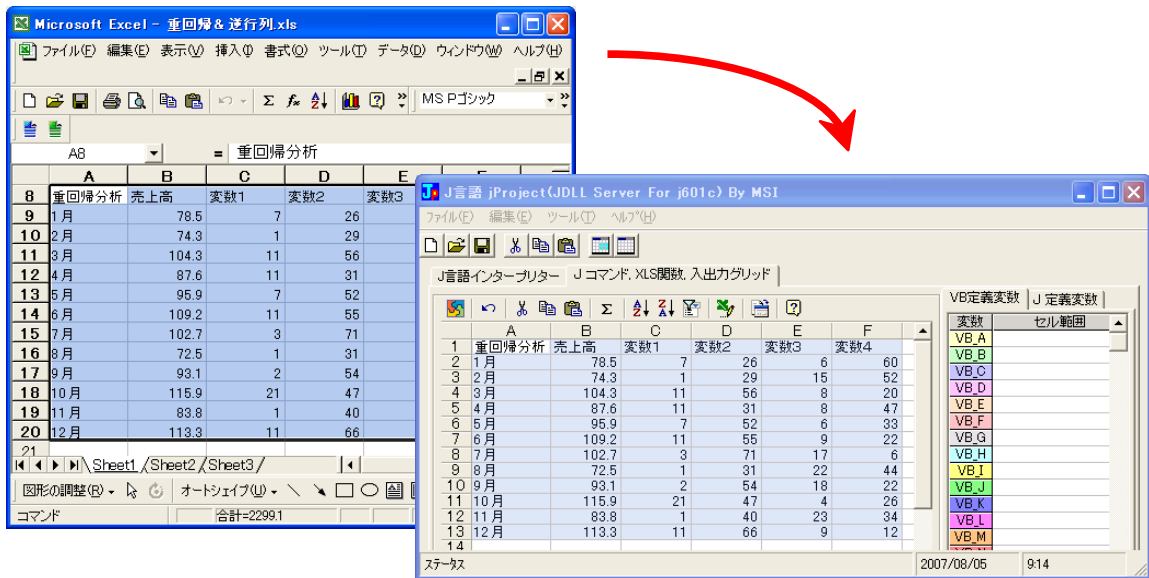 Microsoft Excel - 重回帰& 逆行列.xls
ファイル(F) 編集(E) 表示(V) 挿入(I) 書式(O) ツール(T) データ(D) ウィンドウ(W) ヘルプ(H)
MS Pゴシック
A8 = 重回帰分析
A B C D E
8 重回帰分析 売上高 変数1 変数2 変数3
9 1月 78.5 7 26
10 2月 74.3 1 29
11 3月 104.3 11 56
12 4月 87.6 11 31
13 5月 95.9 7 52
14 6月 109.2 11 55
15 7月 102.7 3 71
16 8月 72.5 1 31
17 9月 93.1 2 54
18 10月 115.9 21 47
19 11月 83.8 1 40
20 12月 113.3 11 66
21
Sheet1 Sheet2 Sheet3
図形の調整(R) オートシェイプ(U)
コマンド 合計=2299.1
J言語 jProject(JDLL Server For j601c) By MSI
ファイル(F) 編集(E) ツール(T) ヘルプ(H)
J言語インタープリター Jコマンド, XLS関数, 入出力グリッド
A B C D E F
1 重回帰分析 売上高 変数1 変数2 変数3 変数4
2 1月 78.5 7 26 6 60
3 2月 74.3 1 29 15 52
4 3月 104.3 11 56 8 20
5 4月 87.6 11 31 8 47
6 5月 95.9 7 52 6 33
7 6月 109.2 11 55 9 22
8 7月 102.7 3 71 17 6
9 8月 72.5 1 31 22 44
10 9月 93.1 2 54 18 22
11 10月 115.9 21 47 4 26
12 11月 83.8 1 40 23 34
13 12月 113.3 11 66 9 12
14
VB定義変数 J 定義変数
変数 セル範囲
VB_A
VB_B
VB_C
VB_D
VB_E
VB_F
VB_G
VB_H
VB_I
VB_J
VB_K
VB_L
VB_M
ステータス 2007/08/05 9:14